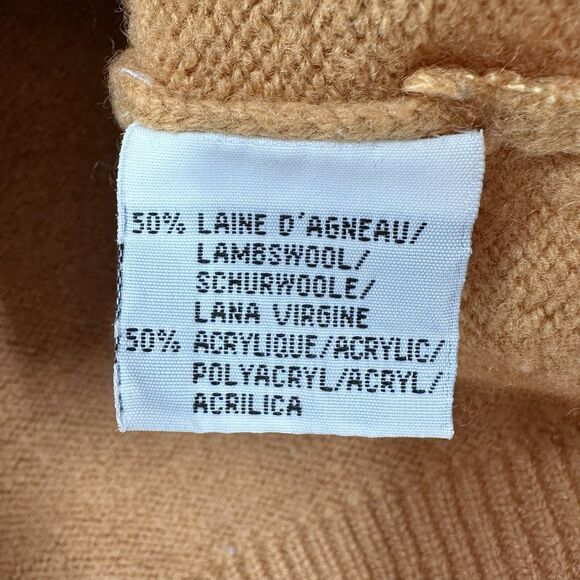 50% LAINE D'AGNEAU/
LAMBSWOOL/
SCHURWOOLE/
LANA VIRGINE
50% ACRYLIQUE/ACRYLIC/
POLYACRYL/ACRYL/
ACRILICA